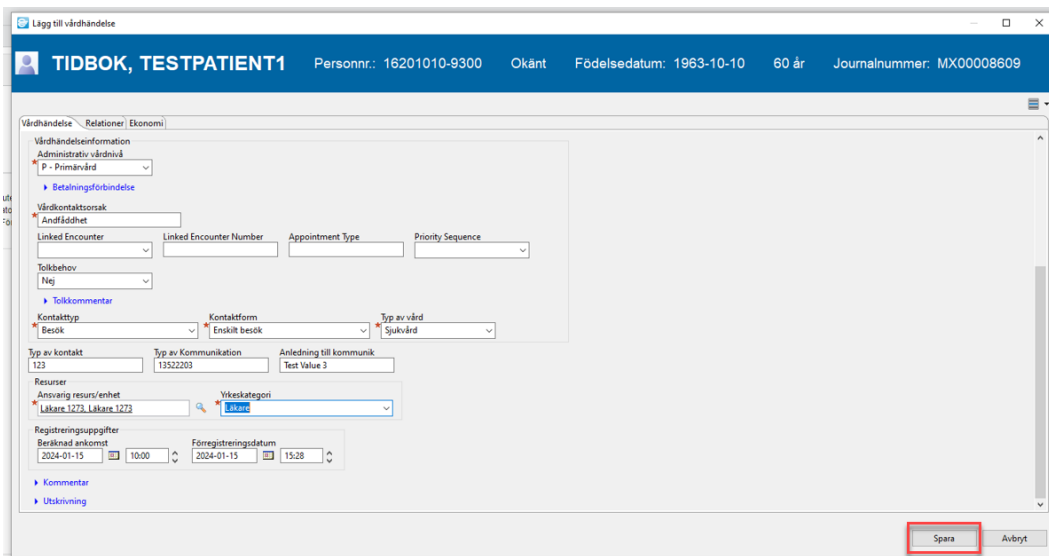 Lägg till vårdhändelse
TIDBOK, TESTPATIENT1 Personnr.: 16201010-9300 Okänt Födelsedatum: 1963-10-10 60 år Journalnummer: MX00008609
Vårdhändelse Relationer Ekonomi
Vårdhändelseinformation
Administrativ vårdnivå
* P - Primärvård
Betalningsförbindelse
Vårdkontaktsorsak
* Andfåddhet
Linked Encounter Linked Encounter Number Appointment Type Priority Sequence
Tolkbehov
Nej
Tolkkommentar
Kontakttyp Kontaktform Typ av vård
* Besök * Enskilt besök * Sjukvård
Typ av kontakt Typ av Kommunikation Anledning till kommunik
123 13522203 Test Value 3
Resurser
Ansvarig resurs/enhet Yrkeskategori
* Läkare 1273, Läkare 1273 * Läkare
Registreringsuppgifter
Beräknad ankomst Förregistreringsdatum
2024-01-15 10:00 2024-01-15 15:28
Kommentar
Utskrivning
Spara Avbryt